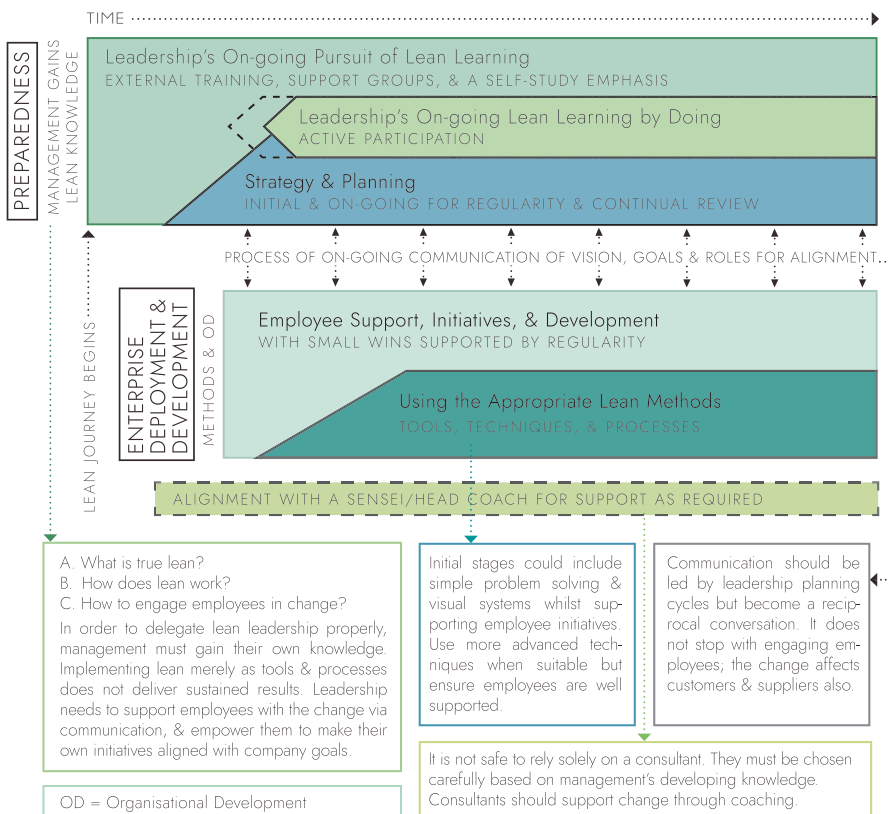 TIME
PREPAREDNESS
MANAGEMENT GAINS
LEAN KNOWLEDGE
Leadership's On-going Pursuit of Lean Learning
EXTERNAL TRAINING, SUPPORT GROUPS, & A SELF-STUDY EMPHASIS
Leadership's On-going Lean Learning by Doing
ACTIVE PARTICIPATION
Strategy & Planning
INITIAL & ON-GOING FOR REGULARITY & CONTINUAL REVIEW
PROCESS OF ON-GOING COMMUNICATION OF VISION, GOALS & ROLES FOR ALIGNMENT...
LEAN JOURNEY BEGINS
ENTERPRISE
DEPLOYMENT &
DEVELOPMENT
METHODS & OD
Employee Support, Initiatives, & Development
WITH SMALL WINS SUPPORTED BY REGULARITY
Using the Appropriate Lean Methods
TOOLS, TECHNIQUES, & PROCESSES
ALIGNMENT WITH A SENSEI/HEAD COACH FOR SUPPORT AS REQUIRED
A. What is true lean?
B. How does lean work?
C. How to engage employees in change?
In order to delegate lean leadership properly,
management must gain their own knowledge.
Implementing lean merely as tools & processes
does not deliver sustained results. Leadership
needs to support employees with the change via
communication, & empower them to make their
own initiatives aligned with company goals.
Initial stages could include
simple problem solving &
visual systems whilst sup-
porting employee initiatives.
Use more advanced tech-
niques when suitable but
ensure employees are well
supported.
Communication should be
led by leadership planning
cycles but become a recip-
rocal conversation. It does
not stop with engaging em-
ployees; the change affects
customers & suppliers also.
It is not safe to rely solely on a consultant. They must be chosen
carefully based on management's developing knowledge.
Consultants should support change through coaching.
OD = Organisational Development